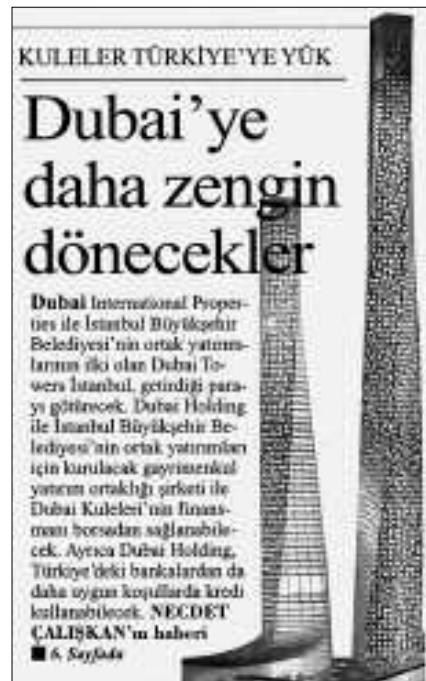 KULELER TÜRKİYE'YE YÜK
Dubai'ye
daha zengin
dönecekler
Dubai International Proper-
ties ile İstanbul Büyükşehir
Belediyesi'nin ortak yatırım-
larının ilki olan Dubai To-
wers İstanbul, getirdiği para-
yı götürecek. Dubai Holding
ile İstanbul Büyükşehir Be-
lediyesi'nin ortak yatırımları
için kurulacak gayrimenkul
yatırım ortaklığı şirketi ile
Dubai Kuleleri'nin finans-
manı borsadan sağlanabile-
cek. Ayrıca Dubai Holding,
Türkiye'deki bankalardan da
daha uygun koşullarda kredi
kullanabilecek. NECDET
ÇALIŞKAN'ın haberi
■ 6. Sayfada